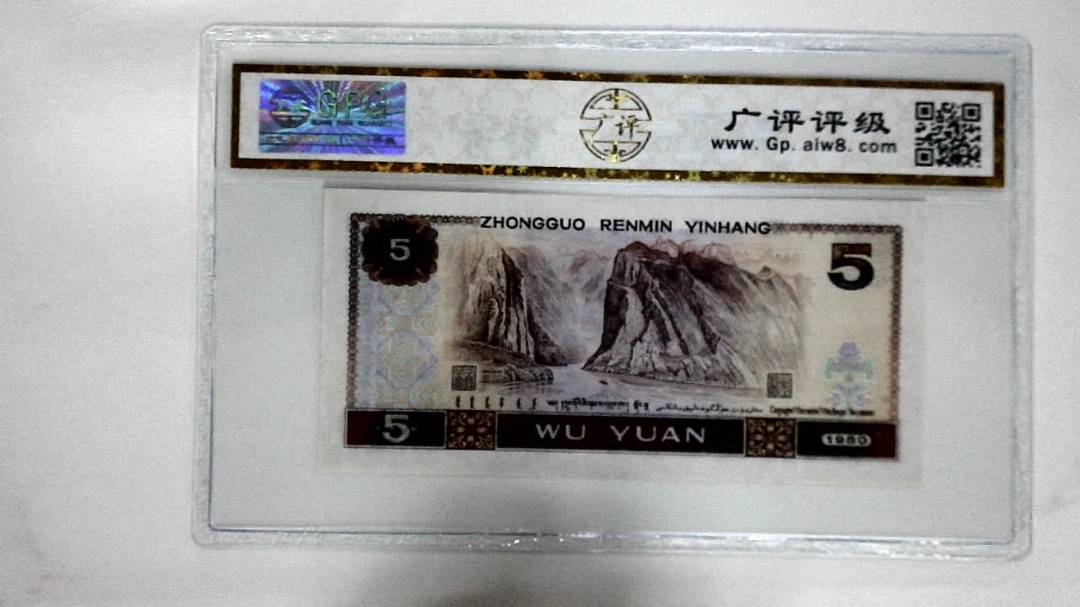 GPG
广评
广评评级
www. Gp. aiw8. com
ZHONGGUO RENMIN YINHANG
5
5
5
WU YUAN
1980